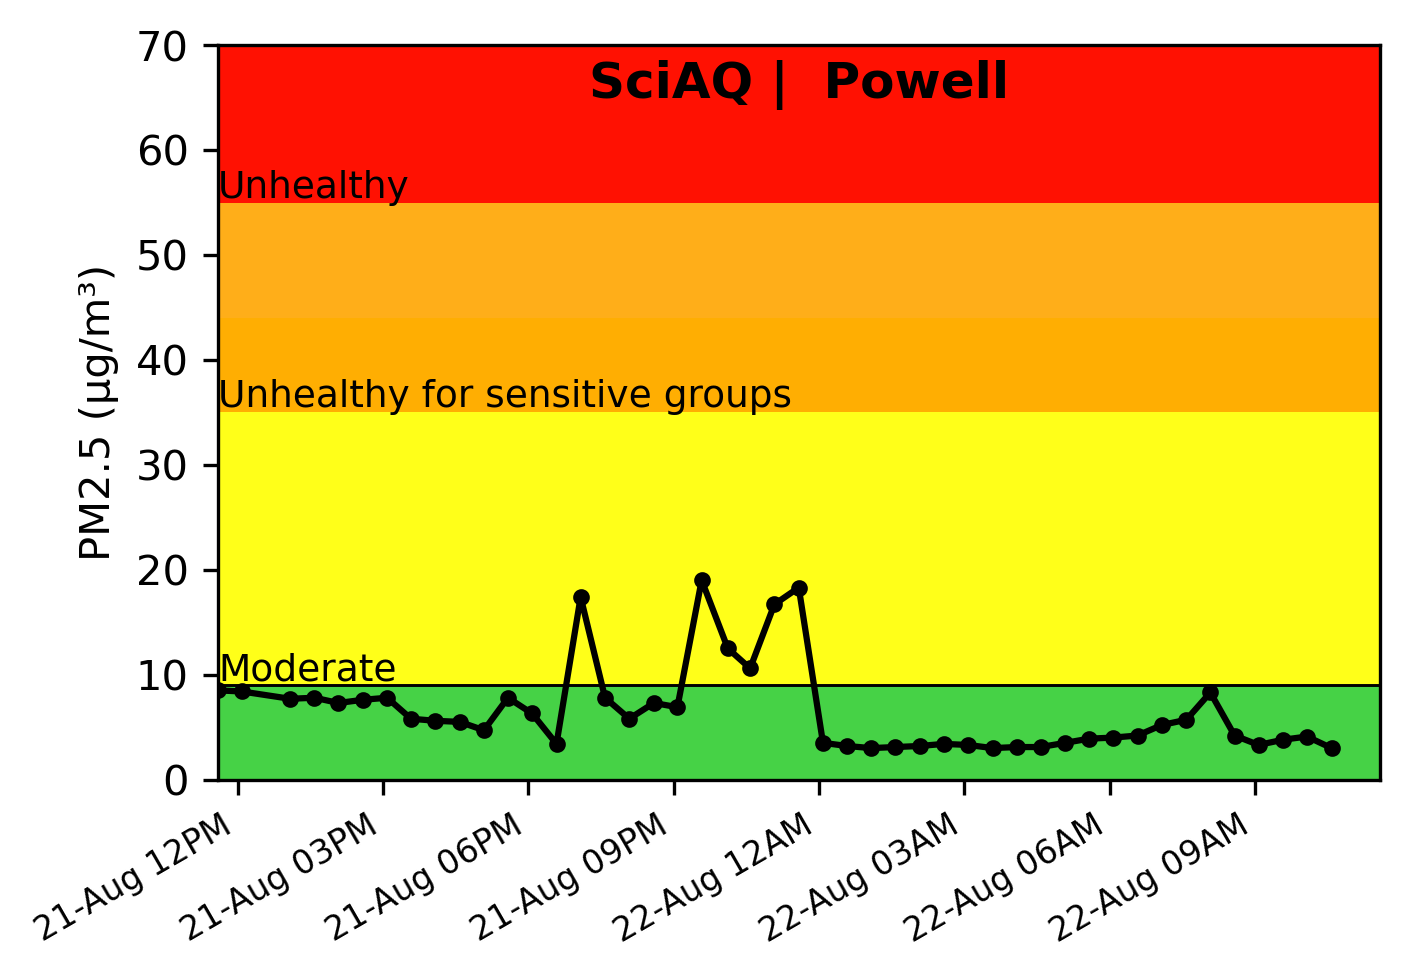 SciAQ |  Powell
PM2.5 (µg/m³)
70
60
50
40
30
20
10
0
Unhealthy
Unhealthy for sensitive groups
Moderate
21-Aug 12PM
21-Aug 03PM
21-Aug 06PM
21-Aug 09PM
22-Aug 12AM
22-Aug 03AM
22-Aug 06AM
22-Aug 09AM